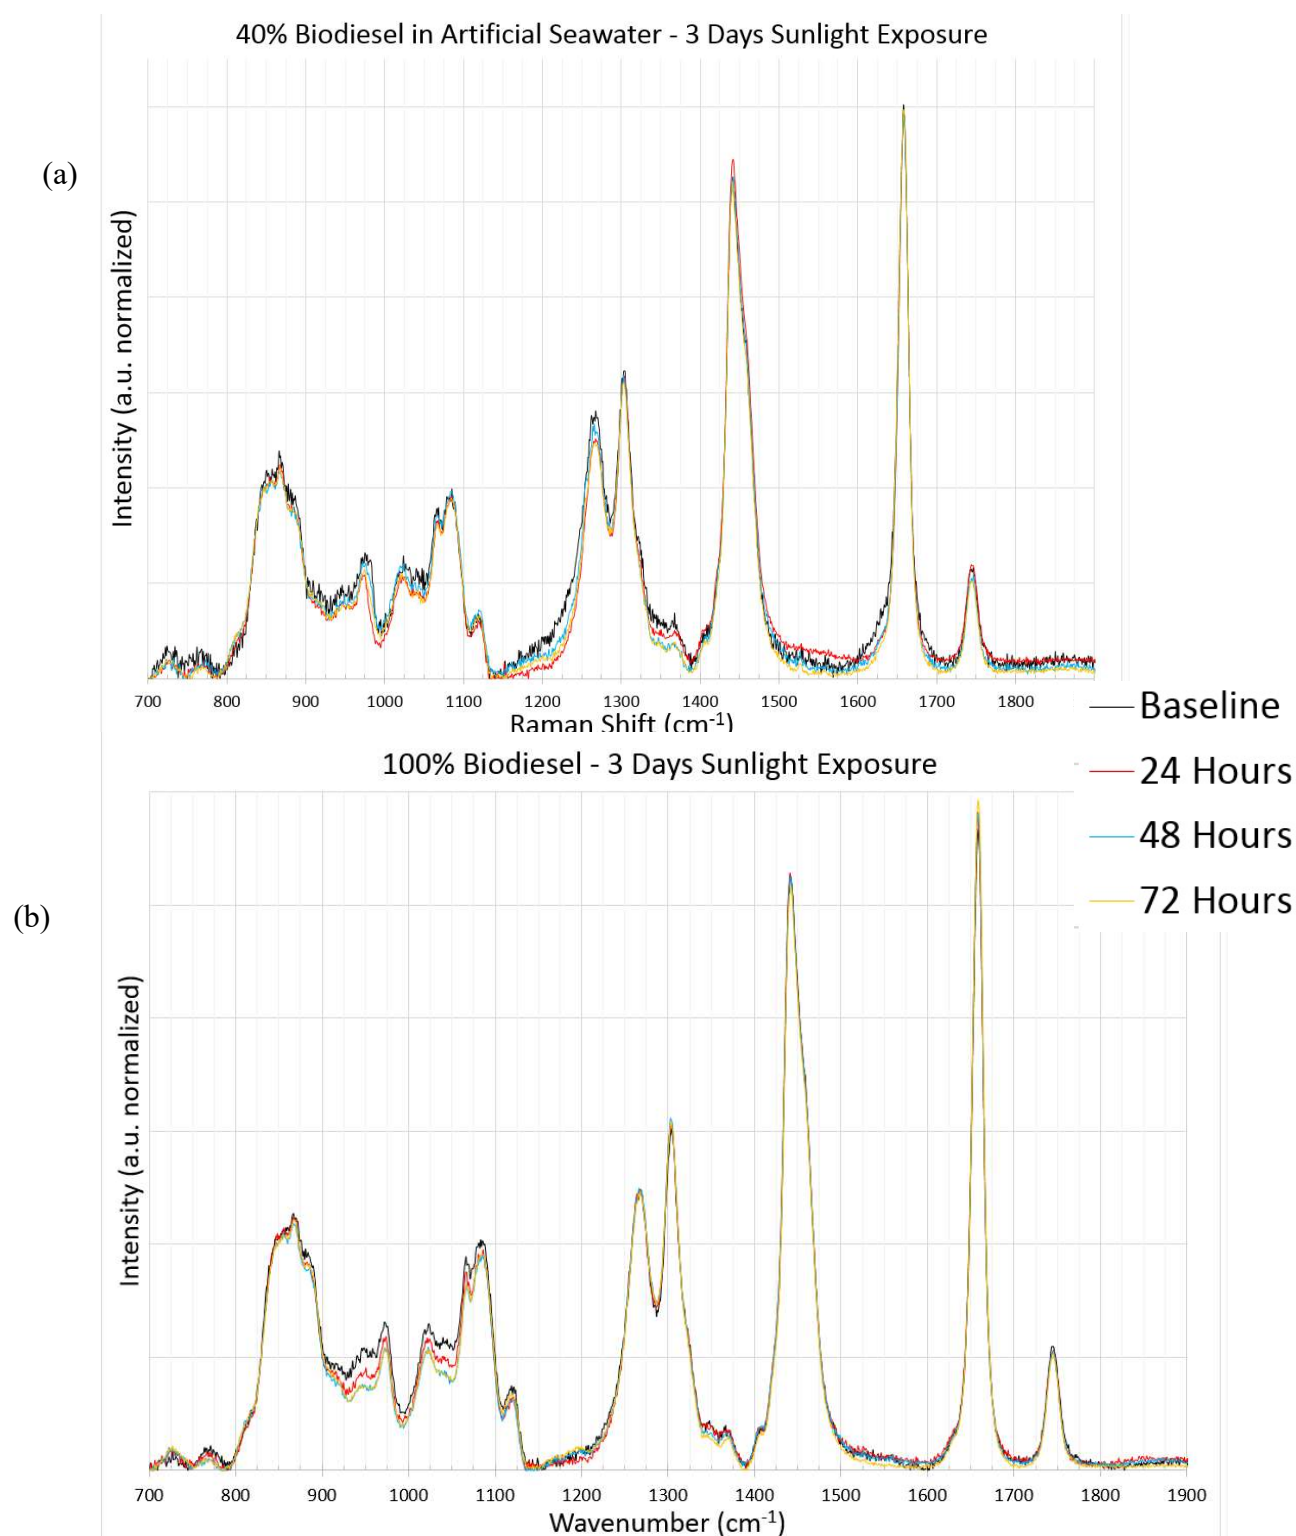 40% Biodiesel in Artificial Seawater - 3 Days Sunlight Exposure
(a)
Intensity (a.u. normalized)
700 800 900 1000 1100 1200 1300 1400 1500 1600 1700 1800
Raman Shift (cm-1)
Baseline
24 Hours
48 Hours
72 Hours
100% Biodiesel - 3 Days Sunlight Exposure
(b)
Intensity (a.u. normalized)
700 800 900 1000 1100 1200 1300 1400 1500 1600 1700 1800 1900
Wavenumber (cm-1)